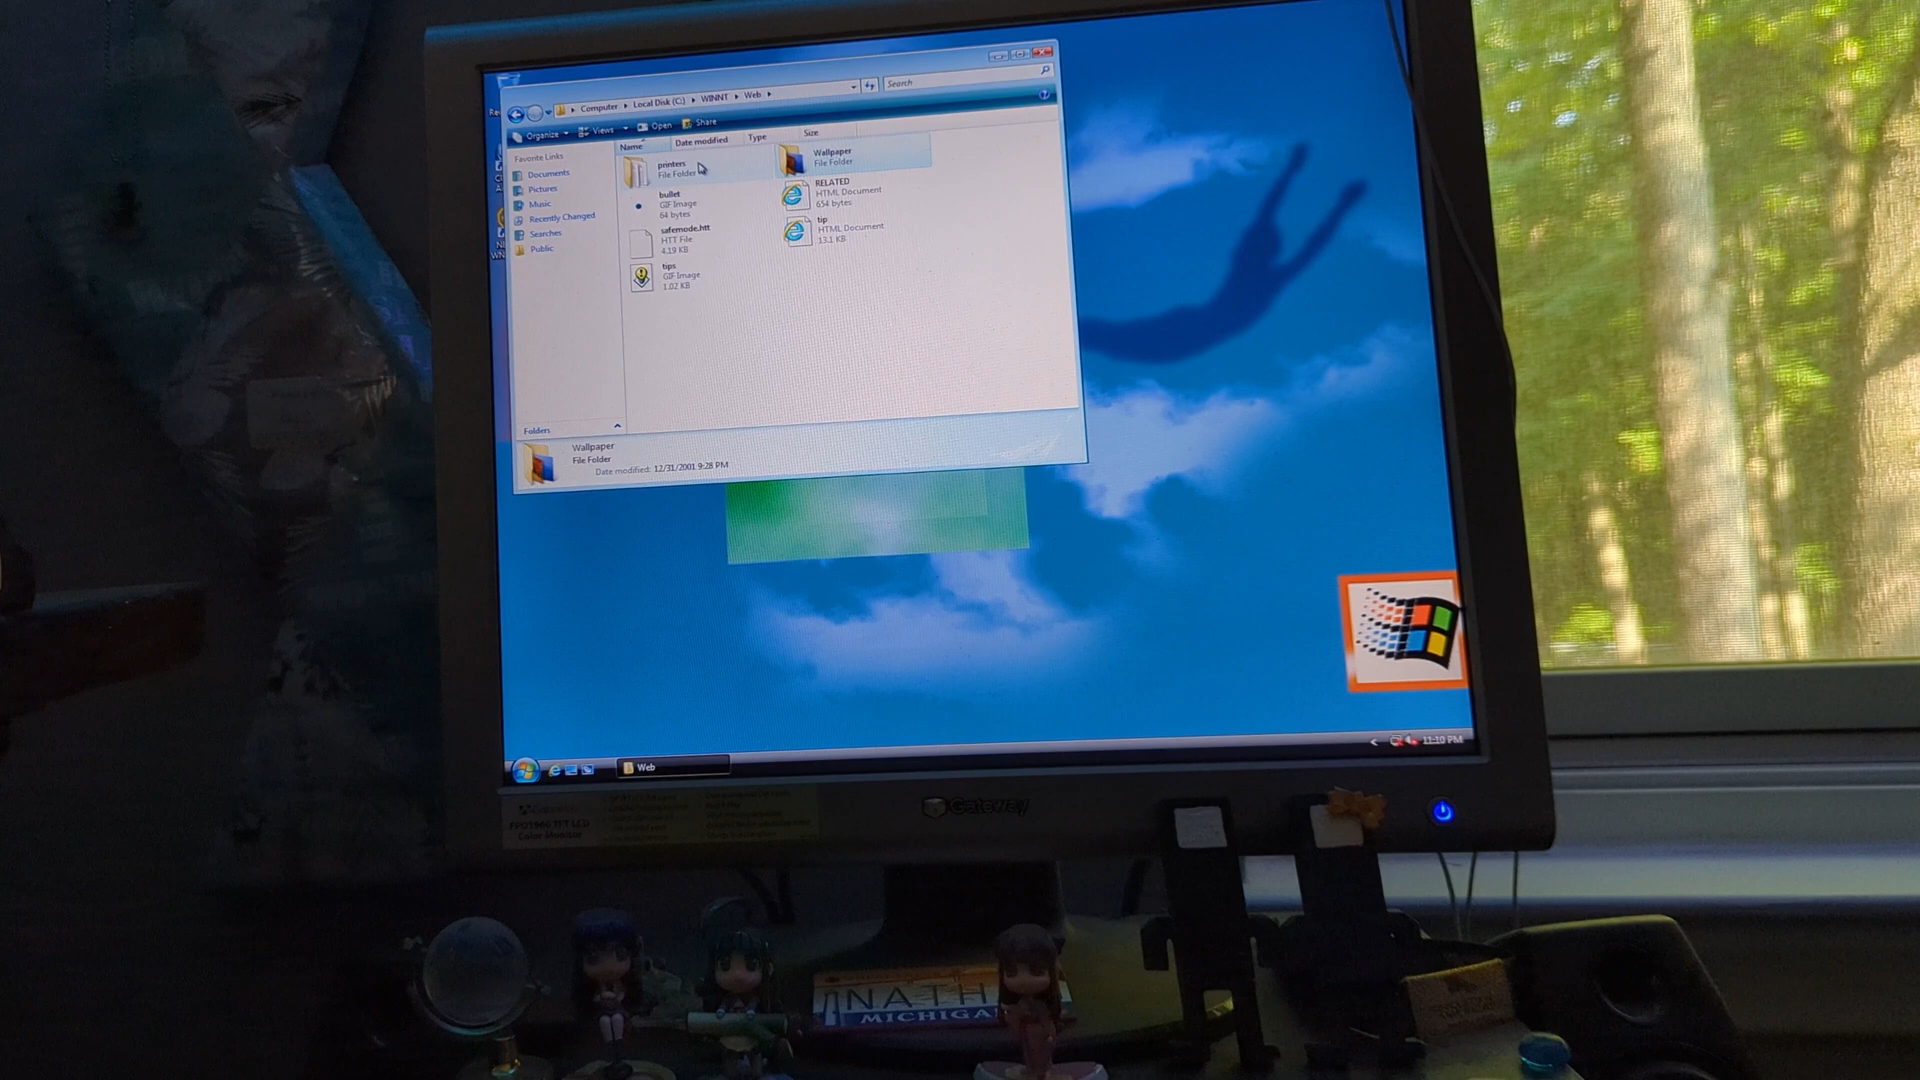 Computer ▸ Local Disk (C:) ▸ WINNT ▸ Web ▸
Search
Organize Views Open Share
Name Date modified Type Size
Favorite Links
Documents
Pictures
Music
Recently Changed
Searches
Public
Folders
printers
File Folder
Wallpaper
File Folder
bullet
GIF Image
64 bytes
RELATED
HTML Document
654 bytes
safemode.htt
HTT File
4.19 KB
tip
HTML Document
13.1 KB
tips
GIF Image
1.02 KB
Wallpaper
File Folder
Date modified: 12/31/2001 9:28 PM
Web
11:10 PM
Gateway
FPD1960 TFT LCD
Color Monitor
NATH
MICHIGA